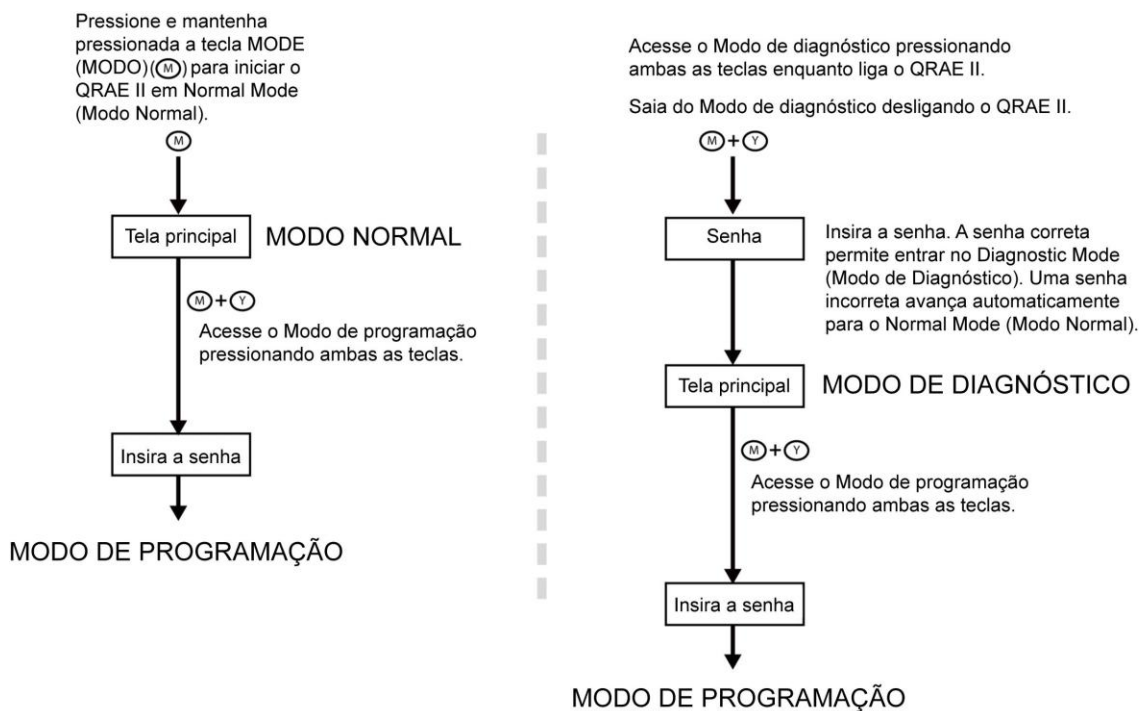 Pressione e mantenha
pressionada a tecla MODE
(MODO)(M) para iniciar o
QRAE II em Normal Mode
(Modo Normal).
M
Tela principal
MODO NORMAL
M+Y
Acesse o Modo de programação
pressionando ambas as teclas.
Insira a senha
MODO DE PROGRAMAÇÃO
Acesse o Modo de diagnóstico pressionando
ambas as teclas enquanto liga o QRAE II.
Saia do Modo de diagnóstico desligando o QRAE II.
M+Y
Senha
Insira a senha. A senha correta
permite entrar no Diagnostic Mode
(Modo de Diagnóstico). Uma senha
incorreta avança automaticamente
para o Normal Mode (Modo Normal).
Tela principal
MODO DE DIAGNÓSTICO
M+Y
Acesse o Modo de programação
pressionando ambas as teclas.
Insira a senha
MODO DE PROGRAMAÇÃO